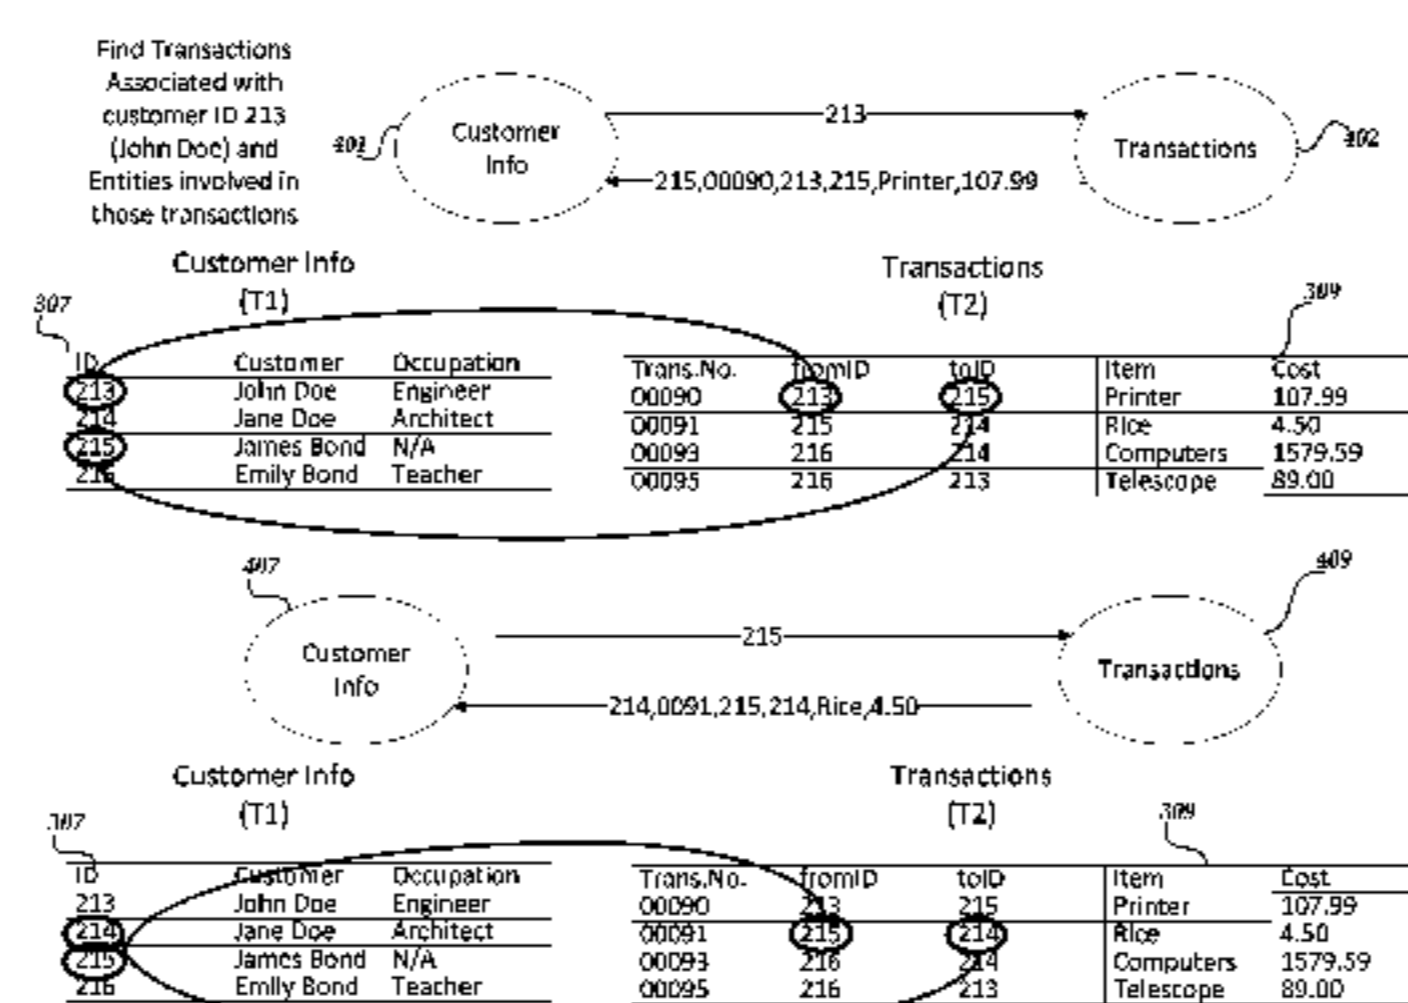 Find Transactions
Associated with
customer ID 213
(John Doe) and
Entities involved in
those transactions
401
Customer
Info
213
215,00090,213,215,Printer,107.99
Transactions
402
Customer Info
(T1)
307
ID Customer Occupation
213 John Doe Engineer
214 Jane Doe Architect
215 James Bond N/A
216 Emily Bond Teacher
Transactions
(T2)
309
Trans.No. fromID toID Item Cost
00090 213 215 Printer 107.99
00091 215 214 Rice 4.50
00093 216 214 Computers 1579.59
00095 216 213 Telescope 89.00
407
Customer
Info
215
214,0091,215,214,Rice,4.50
Transactions
409
Customer Info
(T1)
307
ID Customer Occupation
213 John Doe Engineer
214 Jane Doe Architect
215 James Bond N/A
216 Emily Bond Teacher
Transactions
(T2)
309
Trans.No. fromID toID Item Cost
00090 213 215 Printer 107.99
00091 215 214 Rice 4.50
00093 216 214 Computers 1579.59
00095 216 213 Telescope 89.00